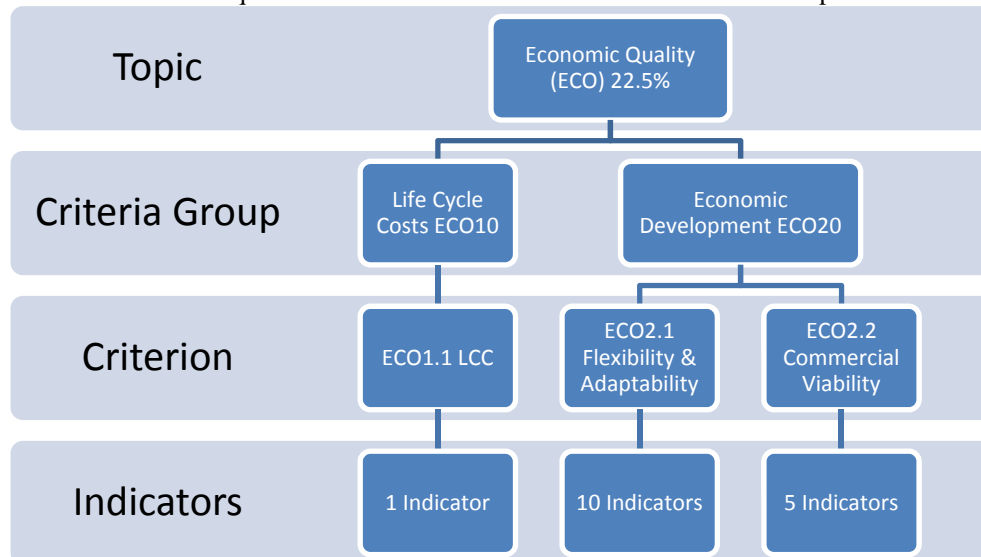 Topic
Economic Quality
(ECO) 22.5%
Criteria Group
Life Cycle
Costs ECO10
Economic
Development ECO20
Criterion
ECO1.1 LCC
ECO2.1
Flexibility &
Adaptability
ECO2.2
Commercial
Viability
Indicators
1 Indicator
10 Indicators
5 Indicators